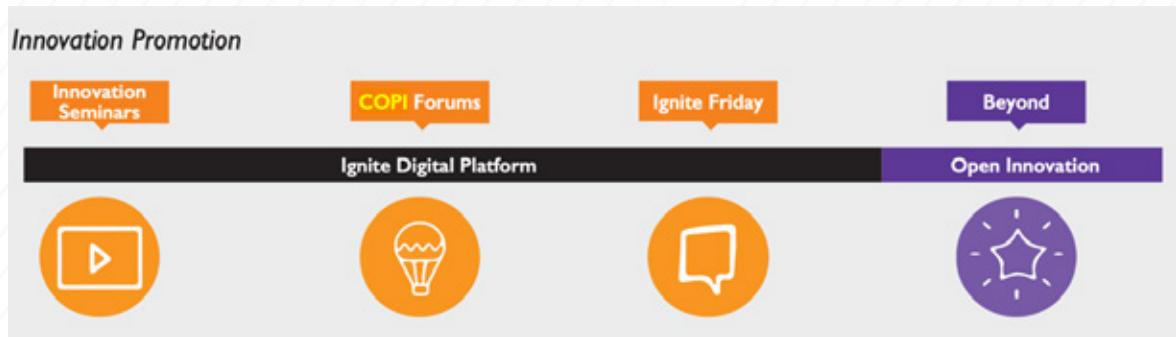 Innovation Promotion
Innovation
Seminars
COPI Forums
Ignite Friday
Beyond
Ignite Digital Platform
Open Innovation